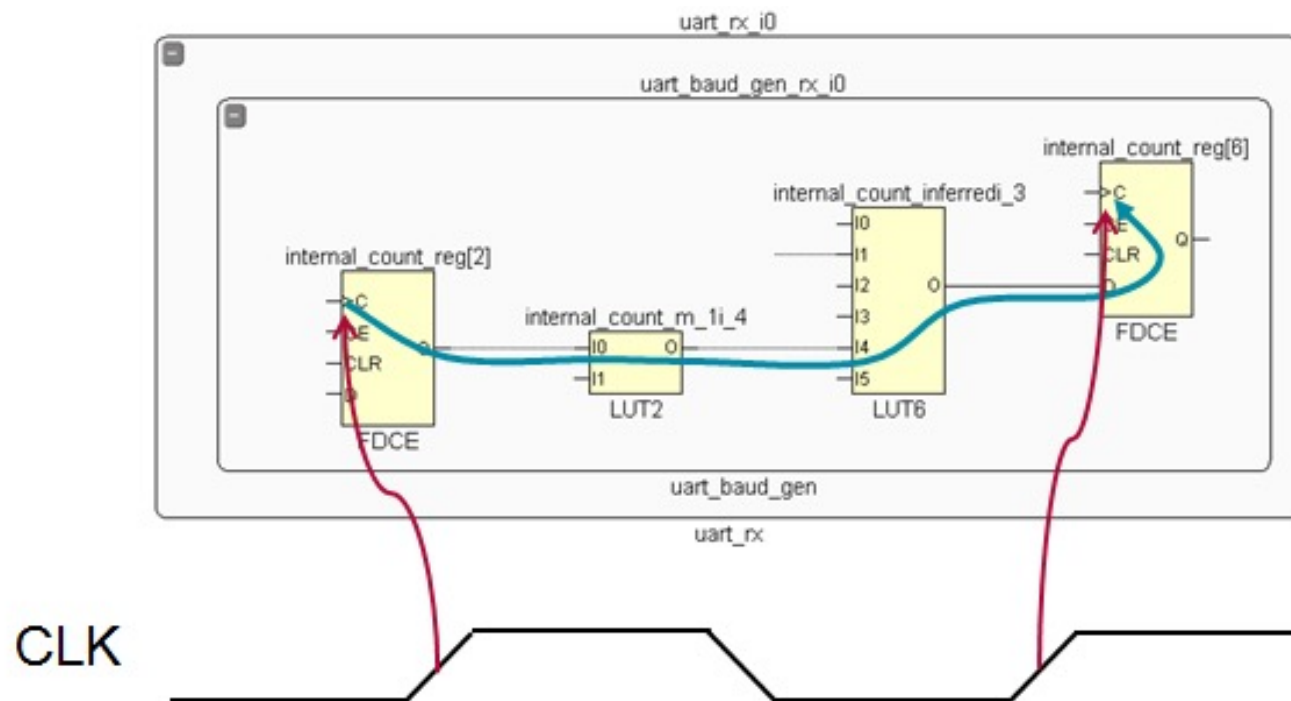 uart_rx_i0
uart_baud_gen_rx_i0
internal_count_reg[6]
C
CLR
D
Q
FDCE
internal_count_inferredi_3
I0
I1
I2
I3
I4
I5
O
LUT6
internal_count_reg[2]
C
CLR
FDCE
internal_count_m_1i_4
I0
I1
O
LUT2
uart_baud_gen
uart_rx
CLK